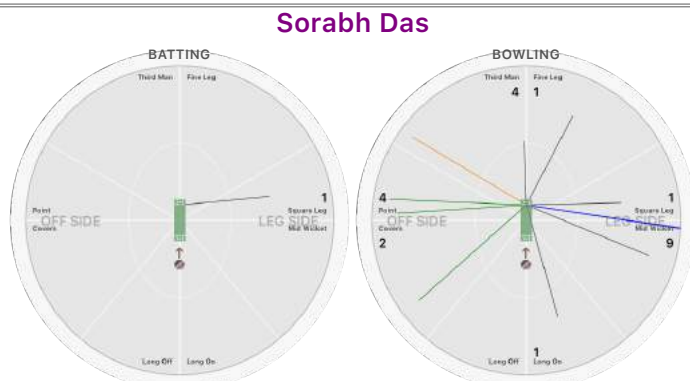 Sorabh Das
BATTING
Third Man Fine Leg
1
Point
OFF SIDE
LEG SIDE
Square Leg
Covers
Mid Wicket
Long Off Long On
BOWLING
Third Man Fine Leg
4 1
4
1
Point
OFF SIDE
LEG SIDE
Square Leg
Covers
Mid Wicket
2
9
1
Long Off Long On